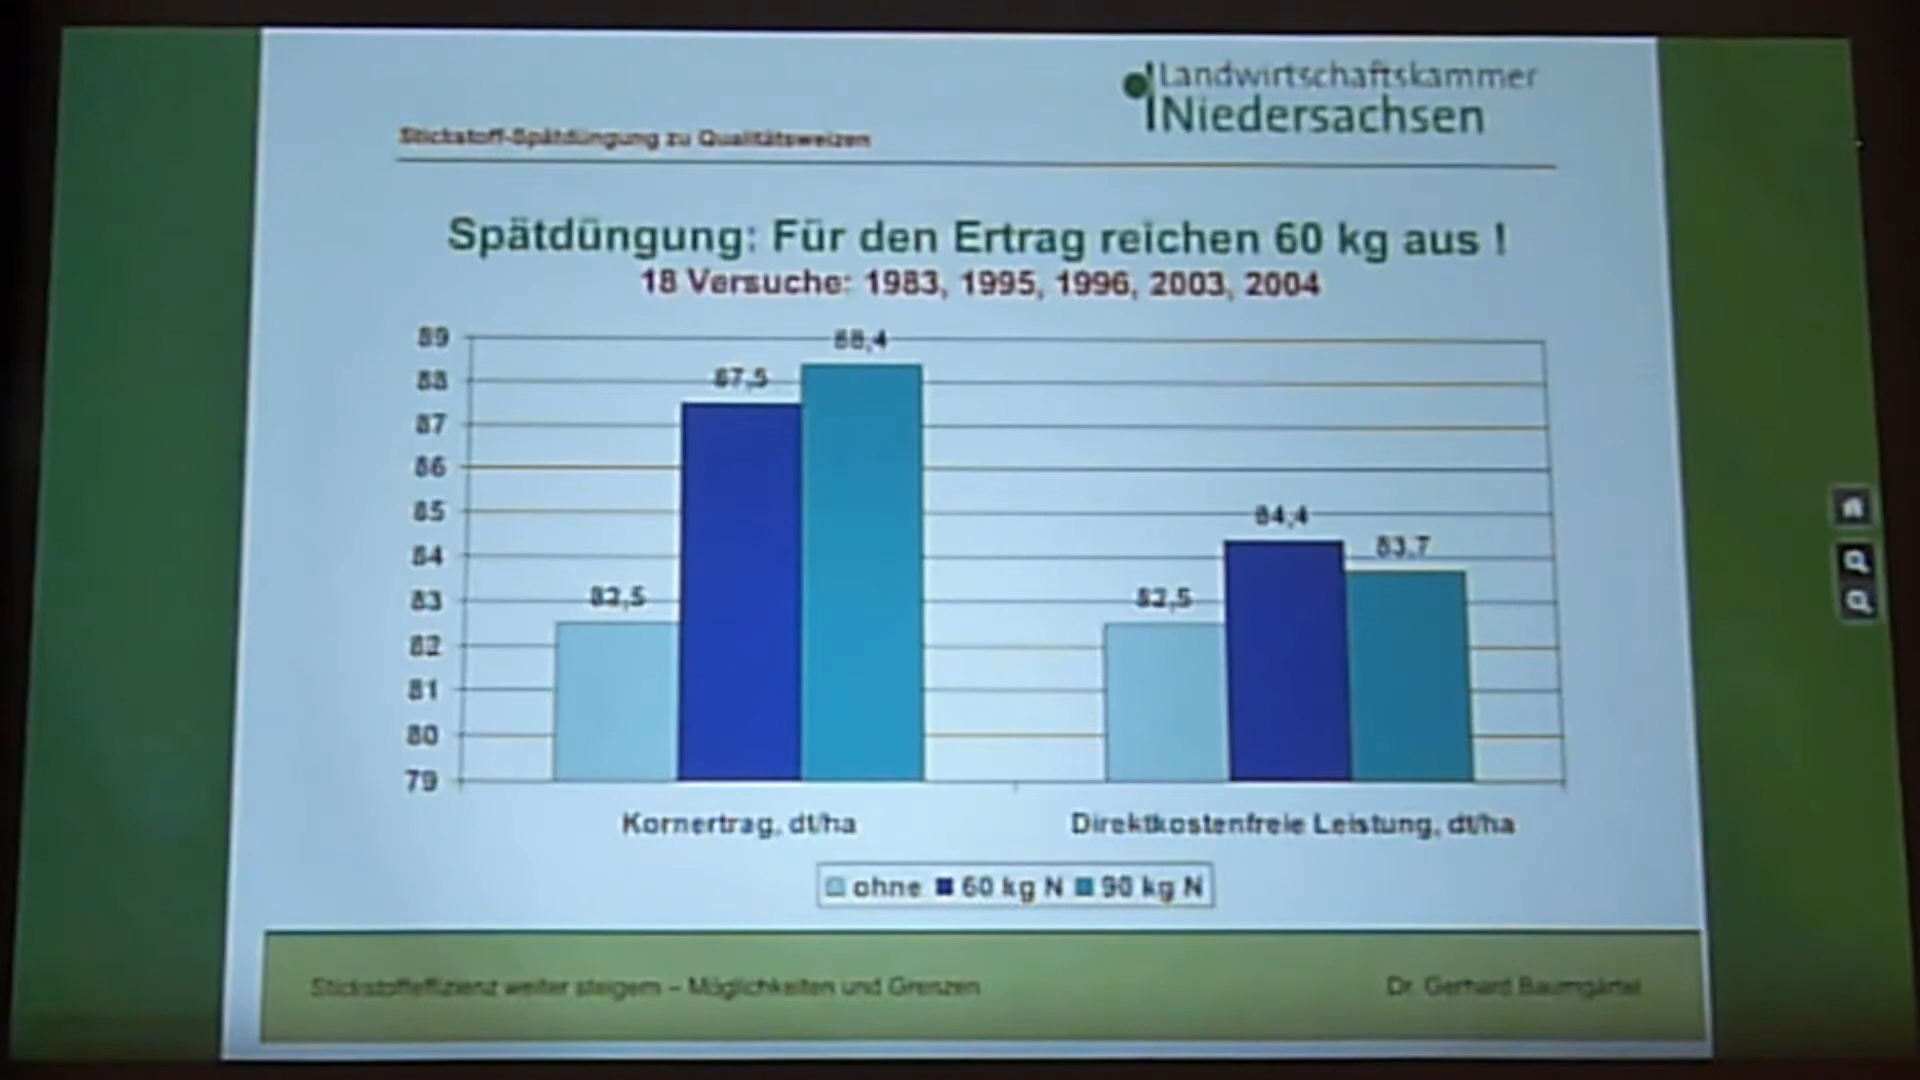 Landwirtschaftskammer
Niedersachsen
Stickstoff-Spätdüngung zu Qualitätsweizen
Spätdüngung: Für den Ertrag reichen 60 kg aus !
18 Versuche: 1983, 1995, 1996, 2003, 2004
89
88
87
86
85
84
83
82
81
80
79
82,5
87,5
88,4
82,5
84,4
83,7
Kornertrag, dt/ha
Direktkostenfreie Leistung, dt/ha
ohne 60 kg N 90 kg N
Stickstoffeffizienz weiter steigern – Möglichkeiten und Grenzen
Dr. Gerhard Baumgärtel